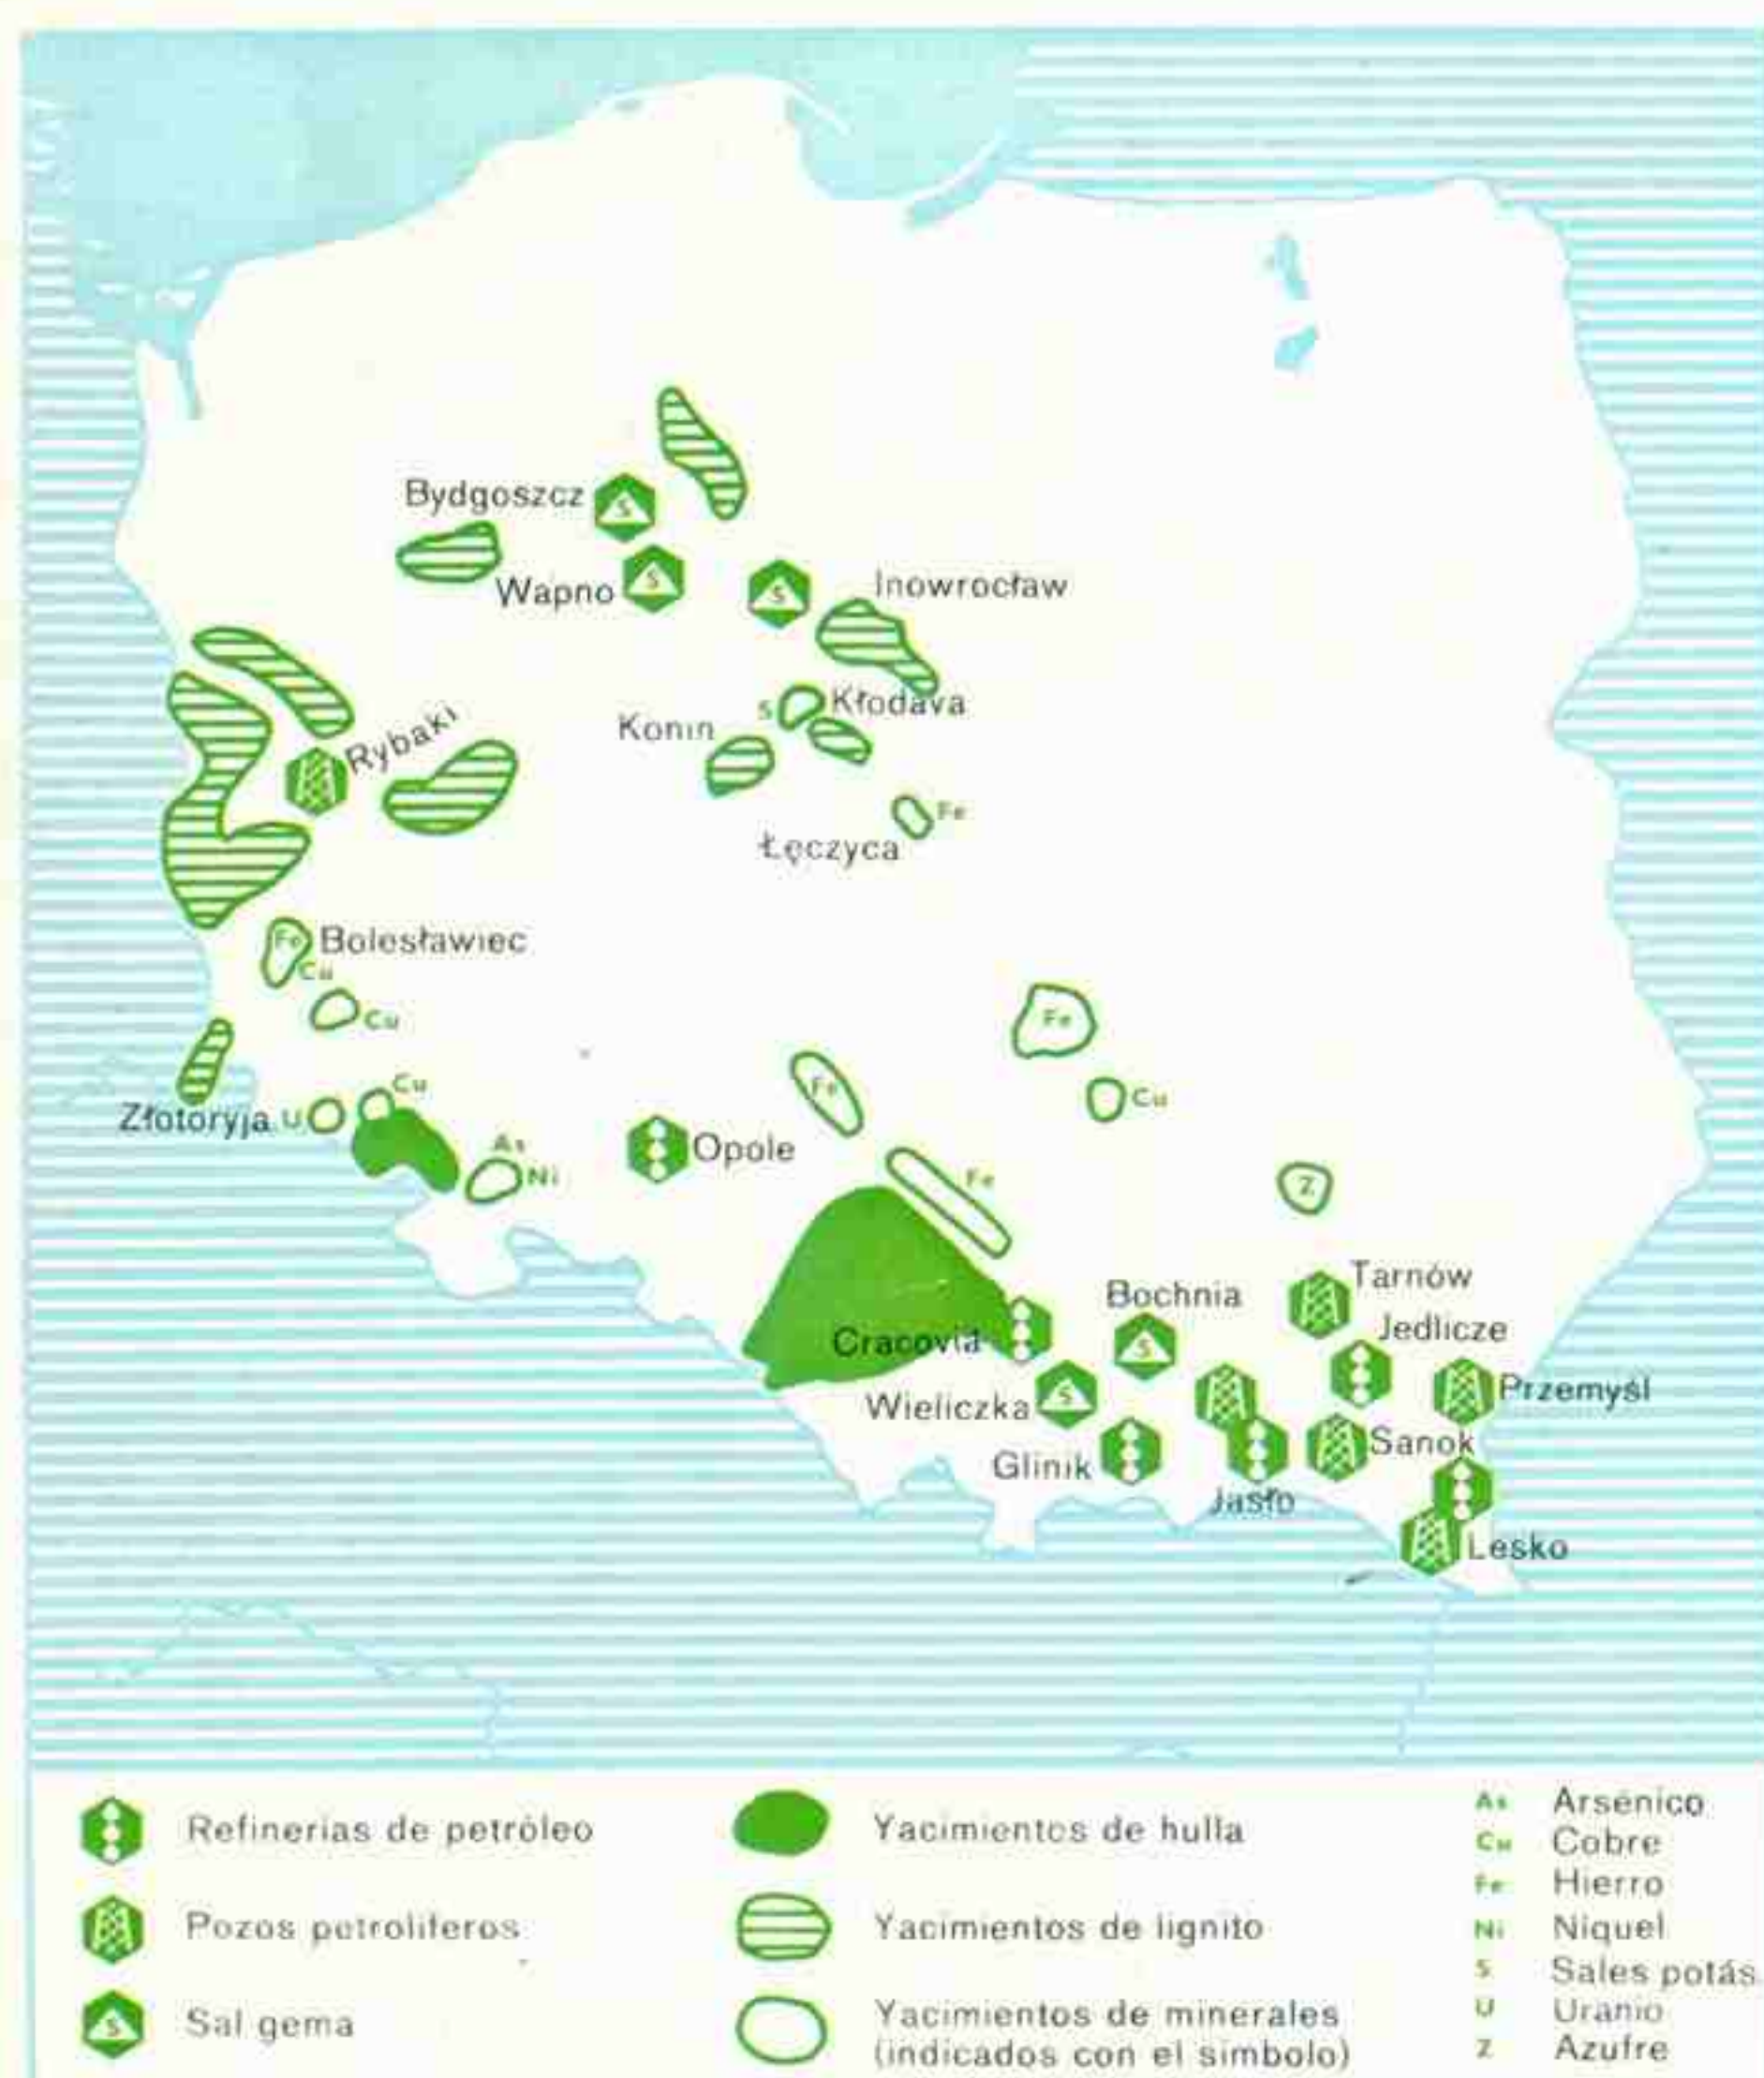 Bydgoszcz
Wapno
Inowrocław
S
S
S
Rybaki
Konin
S
Kłodava
Fe
Łęczyca
Fe
Bolesławiec
Cu
Cu
Fe
Fe
Cu
Cu
Złotoryja
U
As
Ni
Opole
Fe
Z
Bochnia
S
Tarnów
Jedlicze
Cracovia
Wieliczka
S
Przemyśl
Glinik
Sanok
Jasło
Lesko
Refinerias de petróleo
Pozos petroliferos
S
Sal gema
Yacimientos de hulla
Yacimientos de lignito
Yacimientos de minerales
(indicados con el simbolo)
As Arsénico
Cu Cobre
Fe Hierro
Ni Niquel
S Sales potás
U Uranio
Z Azufre